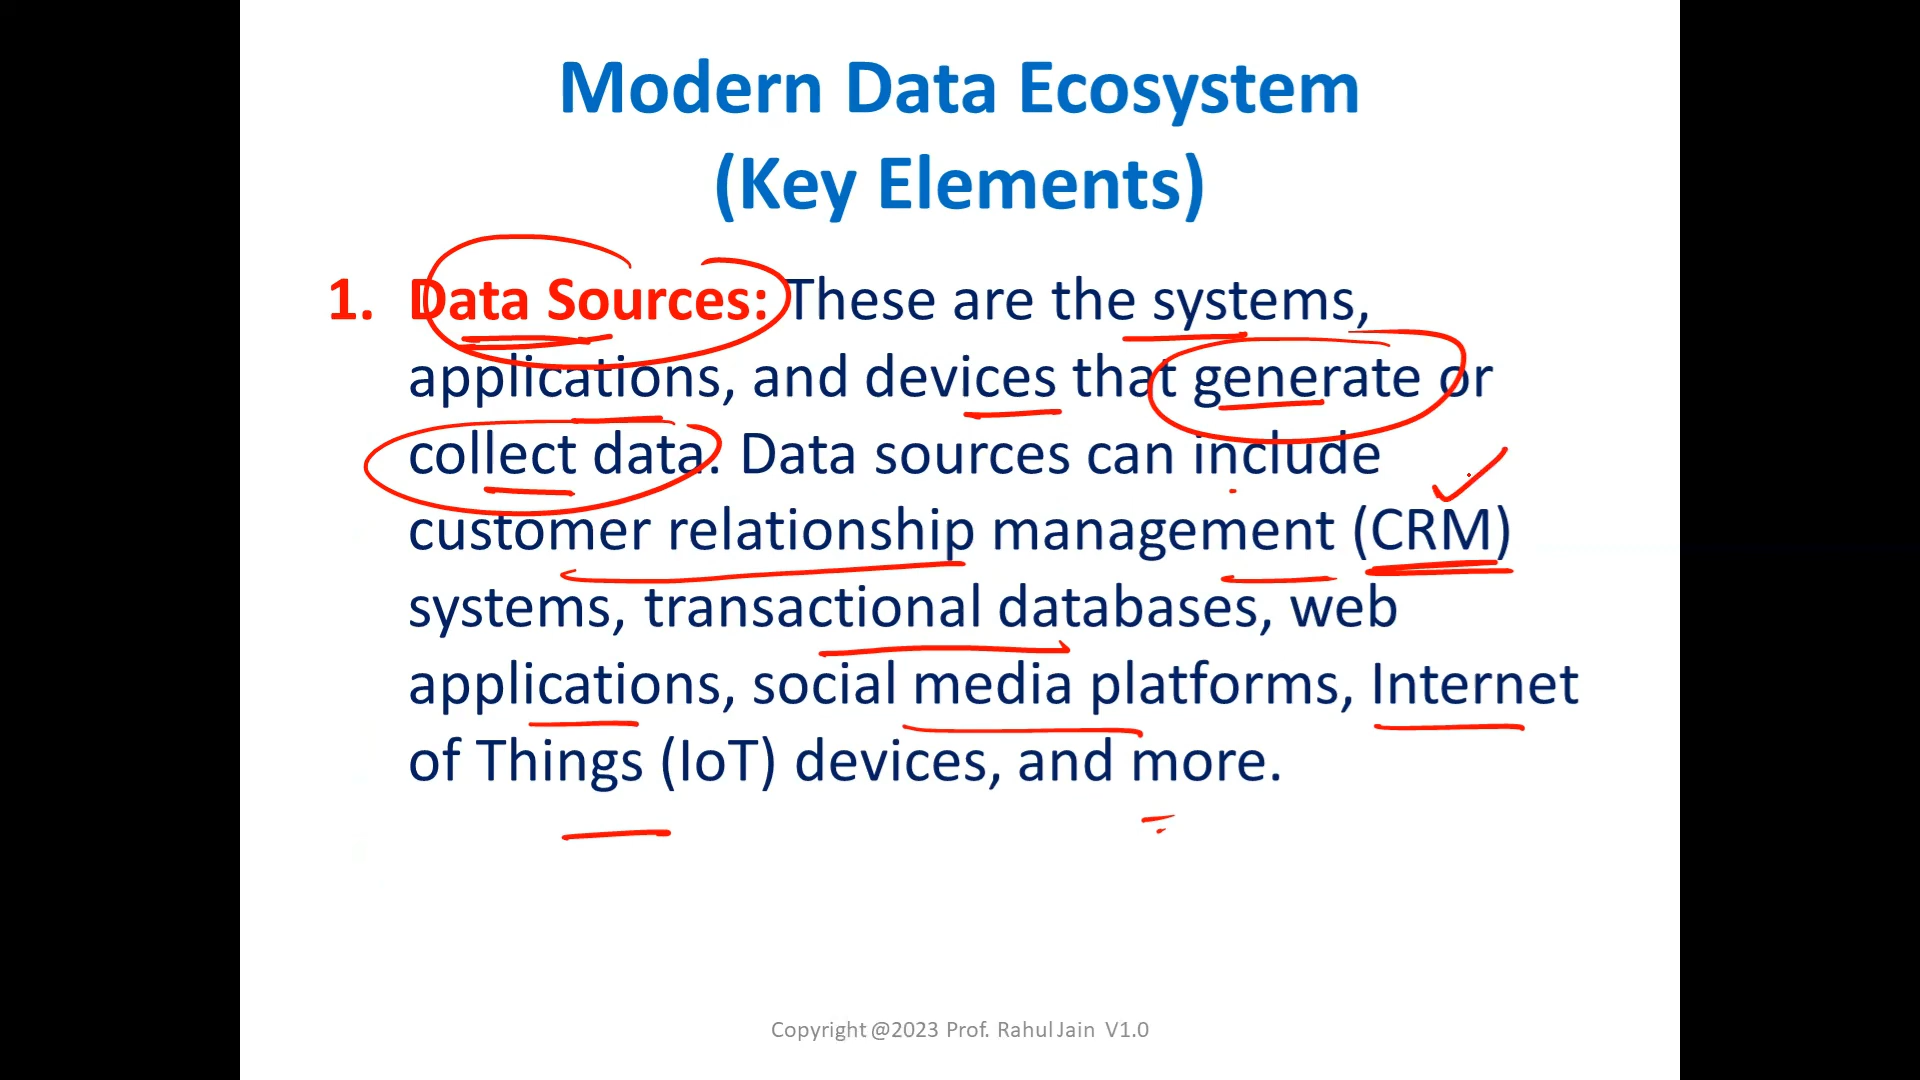 Modern Data Ecosystem
(Key Elements)
1. Data Sources: These are the systems,
applications, and devices that generate or
collect data. Data sources can include
customer relationship management (CRM)
systems, transactional databases, web
applications, social media platforms, Internet
of Things (IoT) devices, and more.
Copyright @2023 Prof. Rahul Jain V1.0